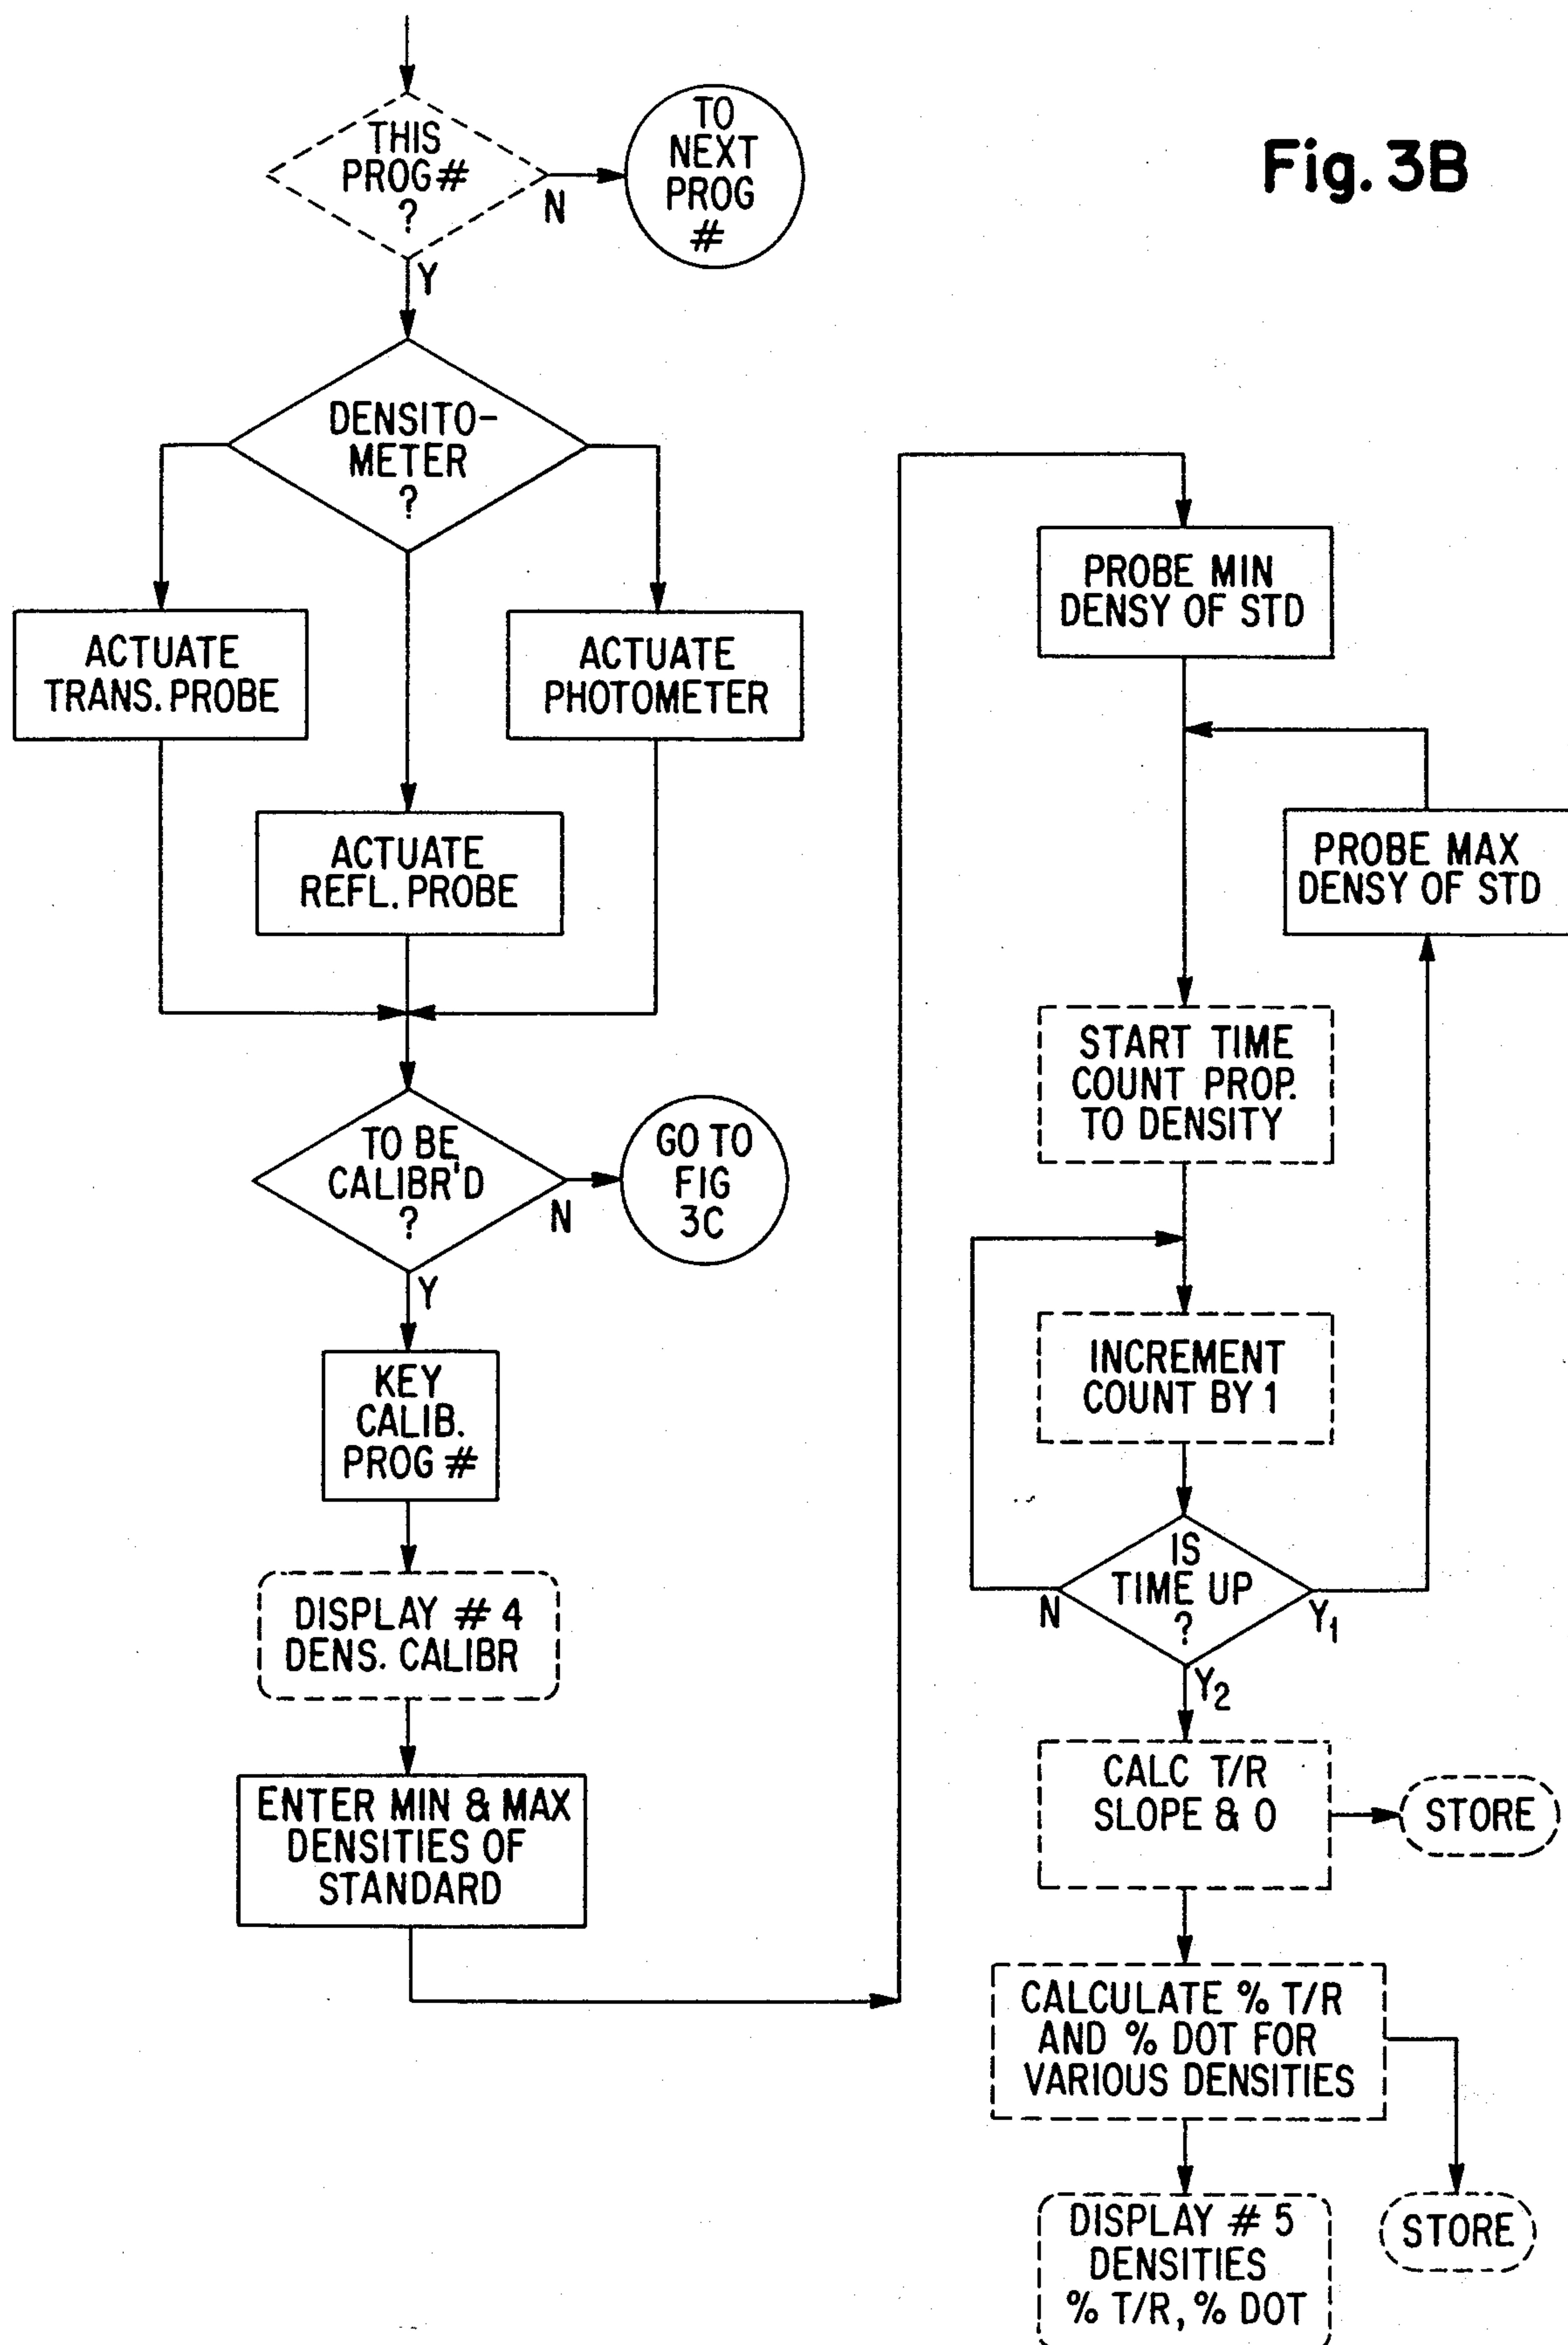 Fig. 3B
THIS
PROG #
?
N
TO
NEXT
PROG
#
Y
DENSITO-
METER
?
ACTUATE
TRANS. PROBE
ACTUATE
PHOTOMETER
ACTUATE
REFL. PROBE
TO BE
CALIBR'D
?
N
GO TO
FIG
3C
Y
KEY
CALIB.
PROG #
DISPLAY # 4
DENS. CALIBR
ENTER MIN & MAX
DENSITIES OF
STANDARD
PROBE MIN
DENSY OF STD
PROBE MAX
DENSY OF STD
START TIME
COUNT PROP.
TO DENSITY
INCREMENT
COUNT BY 1
IS
TIME UP
?
N
Y1
Y2
CALC T/R
SLOPE & 0
STORE
CALCULATE % T/R
AND % DOT FOR
VARIOUS DENSITIES
STORE
DISPLAY # 5
DENSITIES
% T/R, % DOT